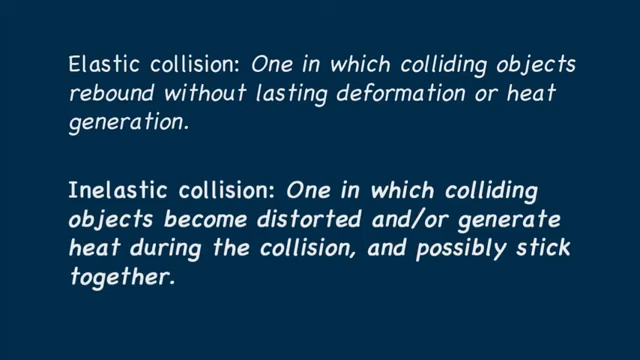 Elastic collision: One in which colliding objects
rebound without lasting deformation or heat
generation.
Inelastic collision: One in which colliding
objects become distorted and/or generate
heat during the collision, and possibly stick
together.